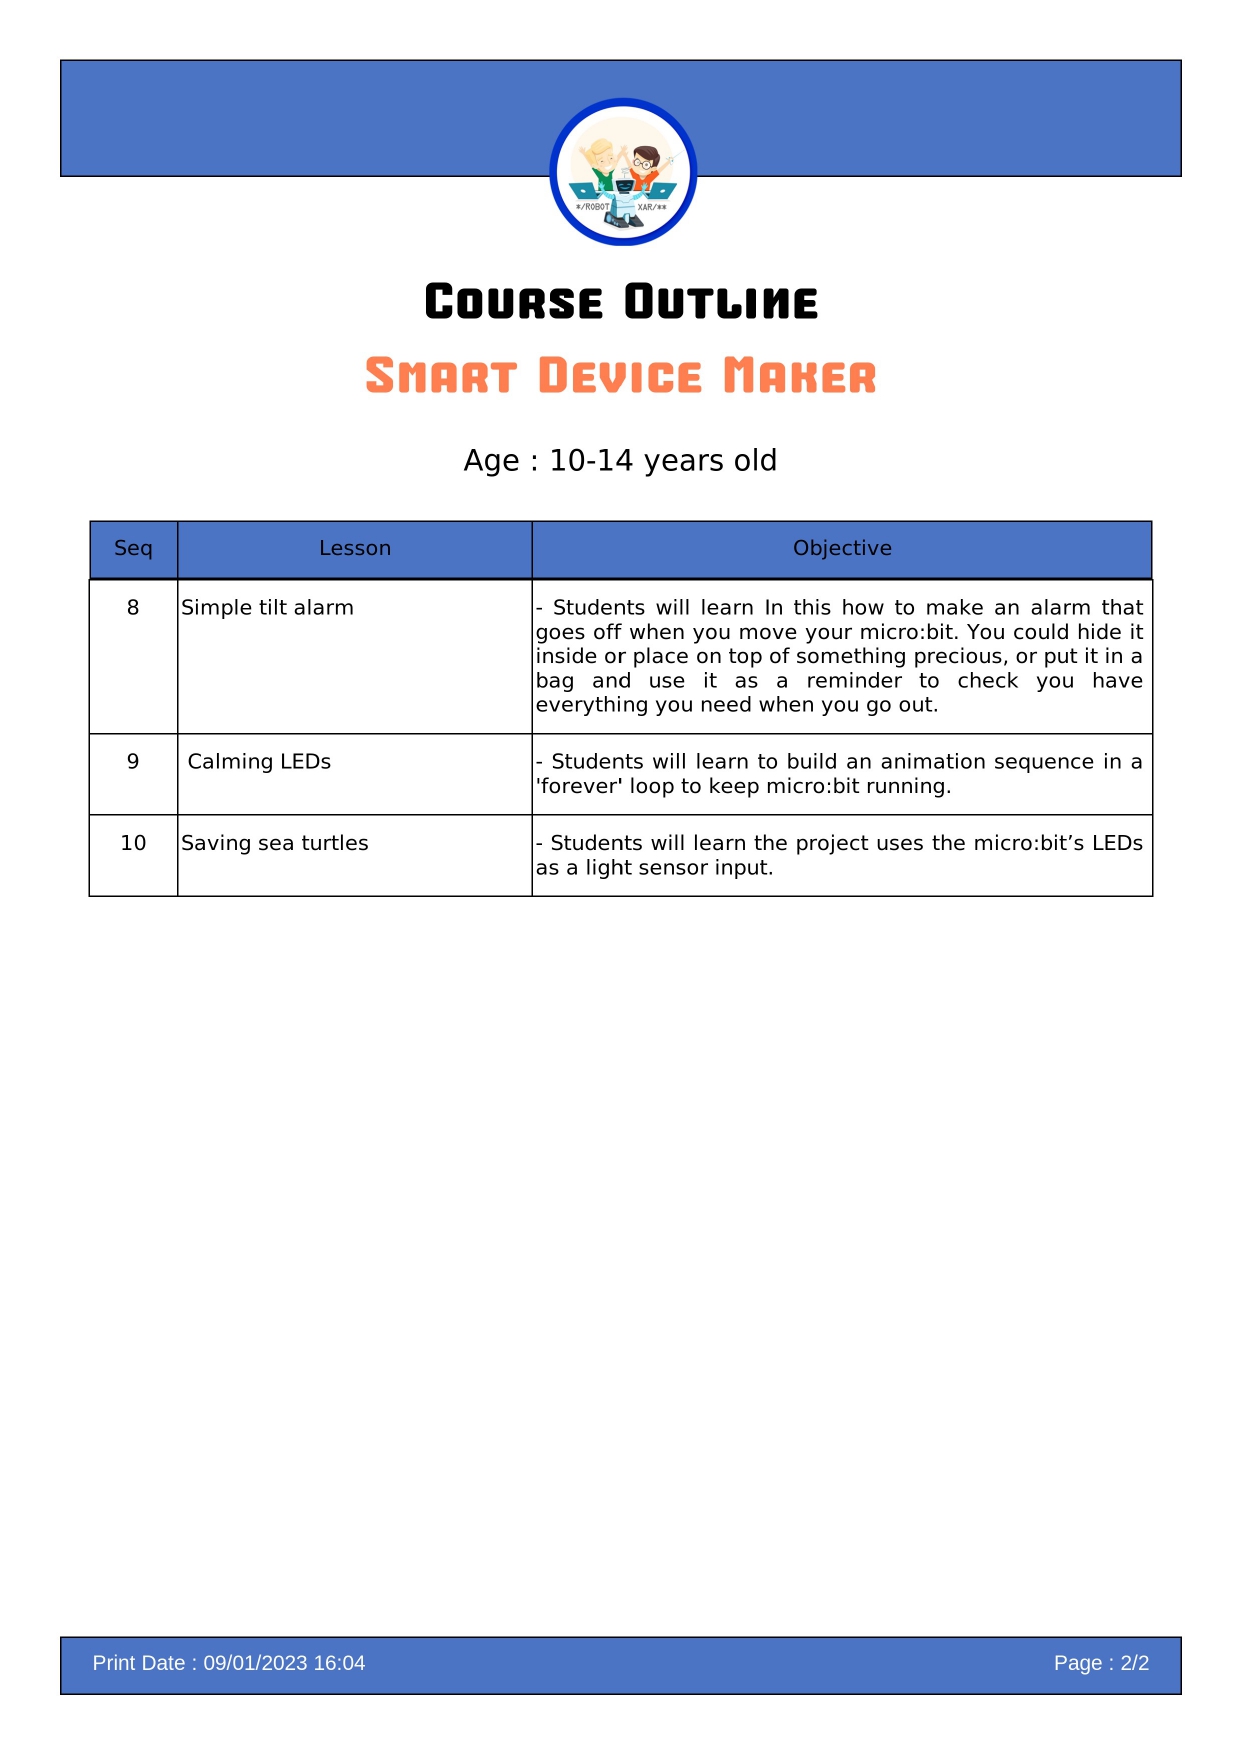 */ROBOT XAR/**
Course Outline
Smart Device Maker
Age : 10-14 years old
Seq Lesson Objective
8 Simple tilt alarm - Students will learn In this how to make an alarm that
goes off when you move your micro:bit. You could hide it
inside or place on top of something precious, or put it in a
bag and use it as a reminder to check you have
everything you need when you go out.
9 Calming LEDs - Students will learn to build an animation sequence in a
'forever' loop to keep micro:bit running.
10 Saving sea turtles - Students will learn the project uses the micro:bit’s LEDs
as a light sensor input.
Print Date : 09/01/2023 16:04 Page : 2/2